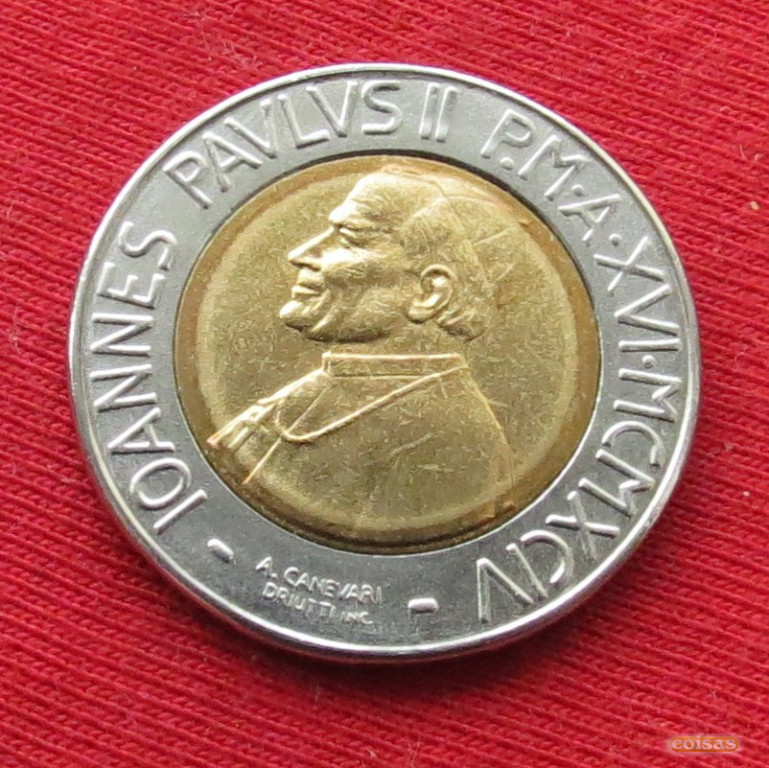 IOANNES PAVLVS II P.M.A.XVI.MCMXCIV
A. CANEVARI
DRIUTTI INC.
coisas